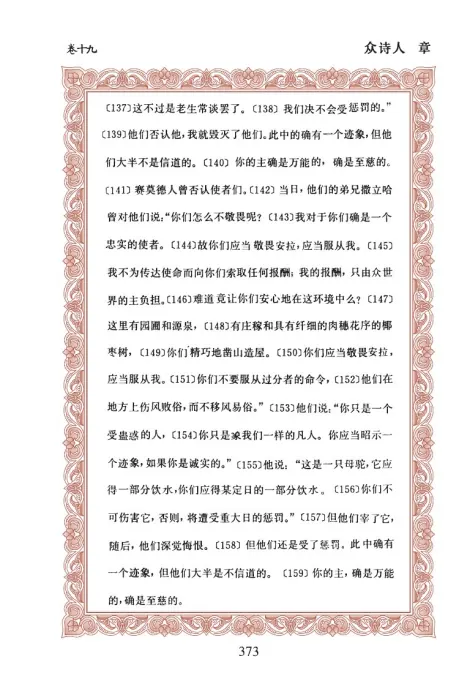 卷十九
众诗人 章
〔137〕这不过是老生常谈罢了。〔138〕我们决不会受惩罚的。”
〔139〕他们否认他，我就毁灭了他们。此中的确有一个迹象，但他
们大半不是信道的。〔140〕你的主确是万能的，确是至慈的。
〔141〕赛莫德人曾否认使者们。〔142〕当日，他们的弟兄撒立哈
曾对他们说：“你们怎么不敬畏呢？〔143〕我对于你们确是一个
忠实的使者。〔144〕故你们应当敬畏安拉，应当服从我。〔145〕
我不为传达使命而向你们索取任何报酬；我的报酬，只由众世
界的主负担。〔146〕难道竟让你们安心地在这环境中么？〔147〕
这里有园圃和源泉，〔148〕有庄稼和具有纤细的肉穗花序的椰
枣树，〔149〕你们精巧地凿山造屋。〔150〕你们应当敬畏安拉，
应当服从我。〔151〕你们不要服从过分者的命令，〔152〕他们在
地方上伤风败俗，而不移风易俗。”〔153〕他们说：“你只是一个
受蛊惑的人，〔154〕你只是象我们一样的凡人。你应当昭示一
个迹象，如果你是诚实的。”〔155〕他说：“这是一只母驼，它应
得一部分饮水，你们应得某定日的一部分饮水。〔156〕你们不
可伤害它，否则，将遭受重大日的惩罚。”〔157〕但他们宰了它，
随后，他们深觉悔恨。〔158〕但他们还是受了惩罚。此中确有
一个迹象，但他们大半是不信道的。〔159〕你的主，确是万能
的，确是至慈的。
373